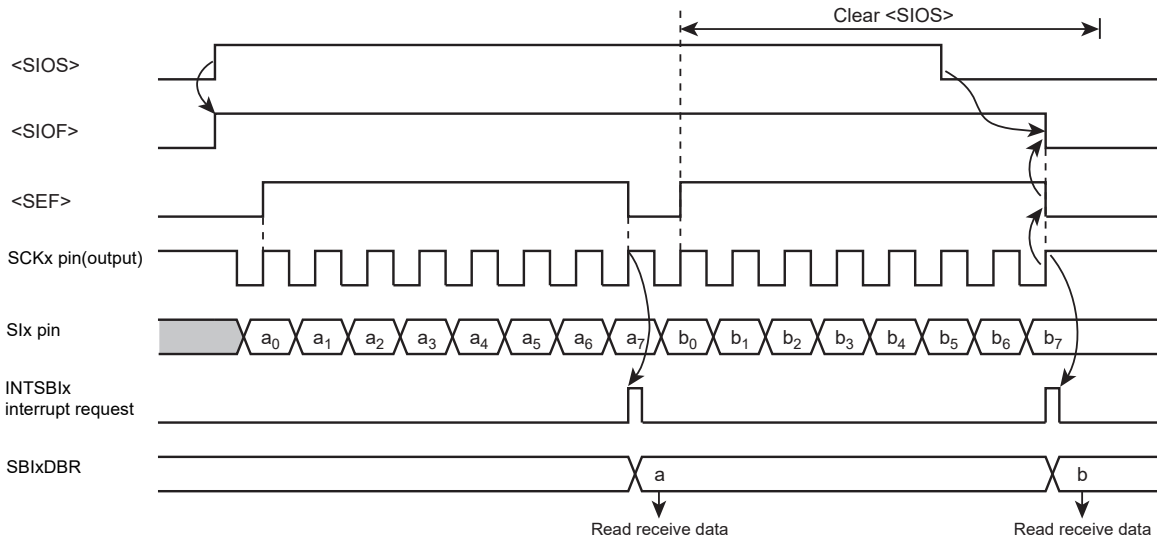 Clear <SIOS>
<SIOS>
<SIOF>
<SEF>
SCKx pin(output)
SIx pin
a0 a1 a2 a3 a4 a5 a6 a7 b0 b1 b2 b3 b4 b5 b6 b7
INTSBIx
interrupt request
SBIxDBR
a b
Read receive data Read receive data